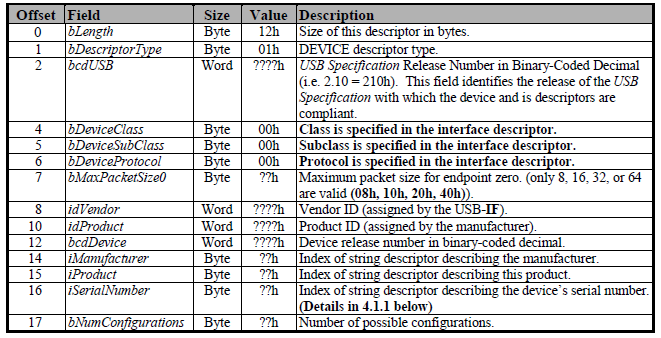 Offset Field Size Value Description
0 bLength Byte 12h Size of this descriptor in bytes.
1 bDescriptorType Byte 01h DEVICE descriptor type.
2 bcdUSB Word ????h USB Specification Release Number in Binary-Coded Decimal
(i.e. 2.10 = 210h). This field identifies the release of the USB
Specification with which the device and is descriptors are
compliant.
4 bDeviceClass Byte 00h Class is specified in the interface descriptor.
5 bDeviceSubClass Byte 00h Subclass is specified in the interface descriptor.
6 bDeviceProtocol Byte 00h Protocol is specified in the interface descriptor.
7 bMaxPacketSize0 Byte ??h Maximum packet size for endpoint zero. (only 8, 16, 32, or 64
are valid (08h, 10h, 20h, 40h)).
8 idVendor Word ????h Vendor ID (assigned by the USB-IF).
10 idProduct Word ????h Product ID (assigned by the manufacturer).
12 bcdDevice Word ????h Device release number in binary-coded decimal.
14 iManufacturer Byte ??h Index of string descriptor describing the manufacturer.
15 iProduct Byte ??h Index of string descriptor describing this product.
16 iSerialNumber Byte ??h Index of string descriptor describing the device's serial number.
(Details in 4.1.1 below)
17 bNumConfigurations Byte ??h Number of possible configurations.